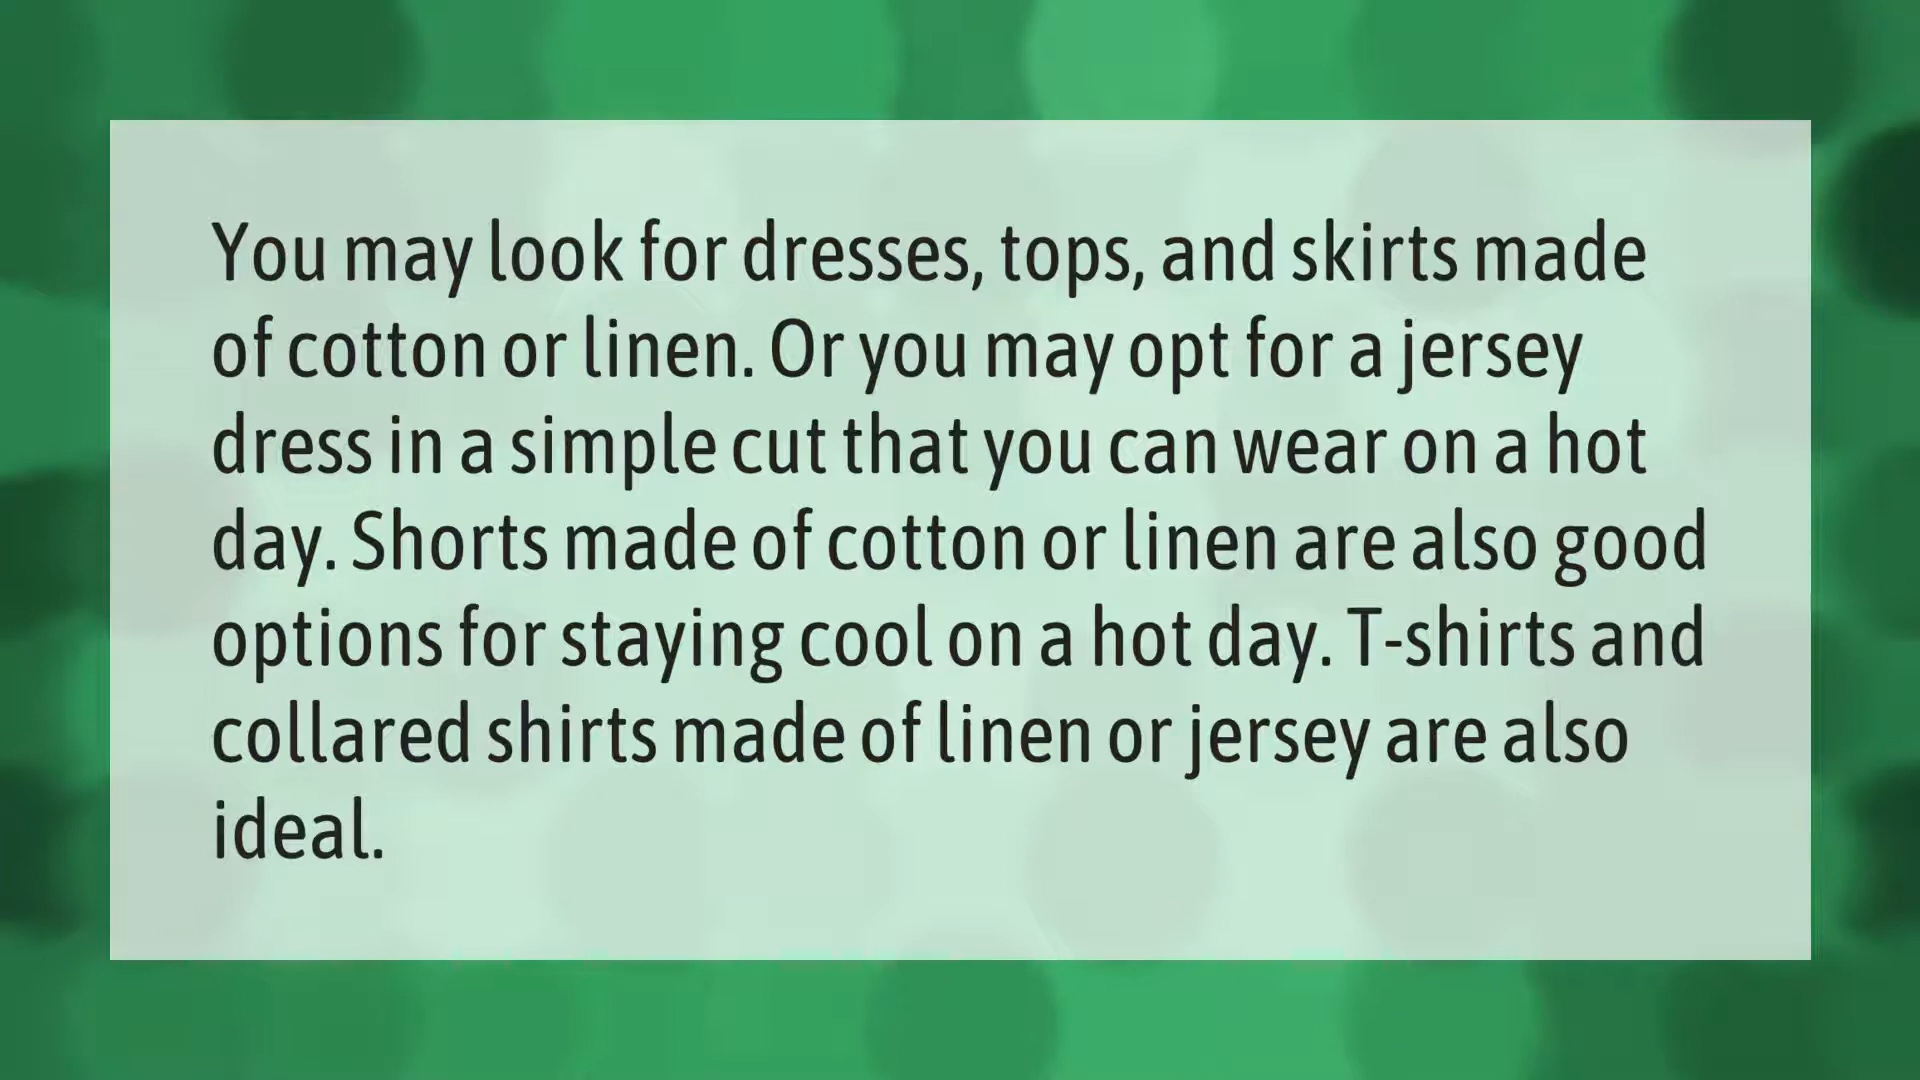 You may look for dresses, tops, and skirts made
of cotton or linen. Or you may opt for a jersey
dress in a simple cut that you can wear on a hot
day. Shorts made of cotton or linen are also good
options for staying cool on a hot day. T-shirts and
collared shirts made of linen or jersey are also
ideal.